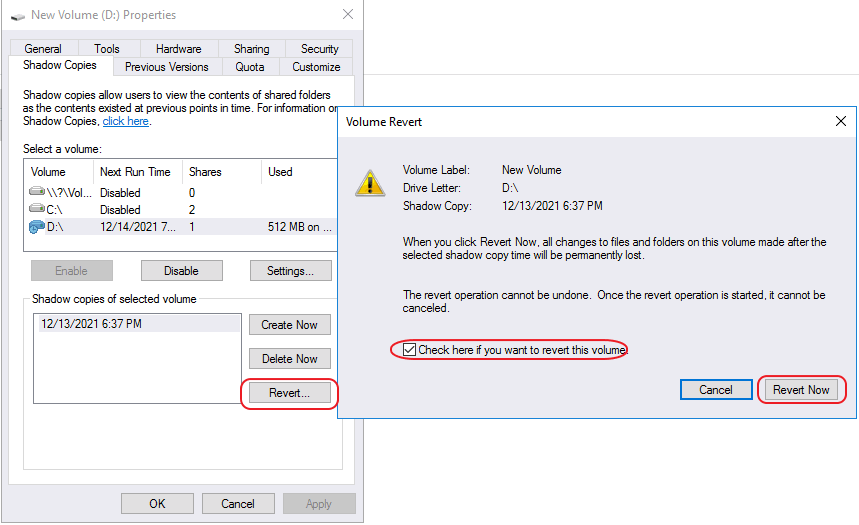 New Volume (D:) Properties
General Tools Hardware Sharing Security
Shadow Copies Previous Versions Quota Customize
Shadow copies allow users to view the contents of shared folders
as the contents existed at previous points in time. For information on
Shadow Copies, click here.
Select a volume:
Volume Next Run Time Shares Used
\\?\Vol... Disabled 0
C:\ Disabled 2
D:\ 12/14/2021 7... 1 512 MB on ...
Enable Disable Settings...
Shadow copies of selected volume
12/13/2021 6:37 PM
Create Now
Delete Now
Revert...
OK Cancel Apply
Volume Revert
Volume Label: New Volume
Drive Letter: D:\
Shadow Copy: 12/13/2021 6:37 PM
When you click Revert Now, all changes to files and folders on this volume made after the
selected shadow copy time will be permanently lost.
The revert operation cannot be undone. Once the revert operation is started, it cannot be
canceled.
Check here if you want to revert this volume.
Cancel Revert Now